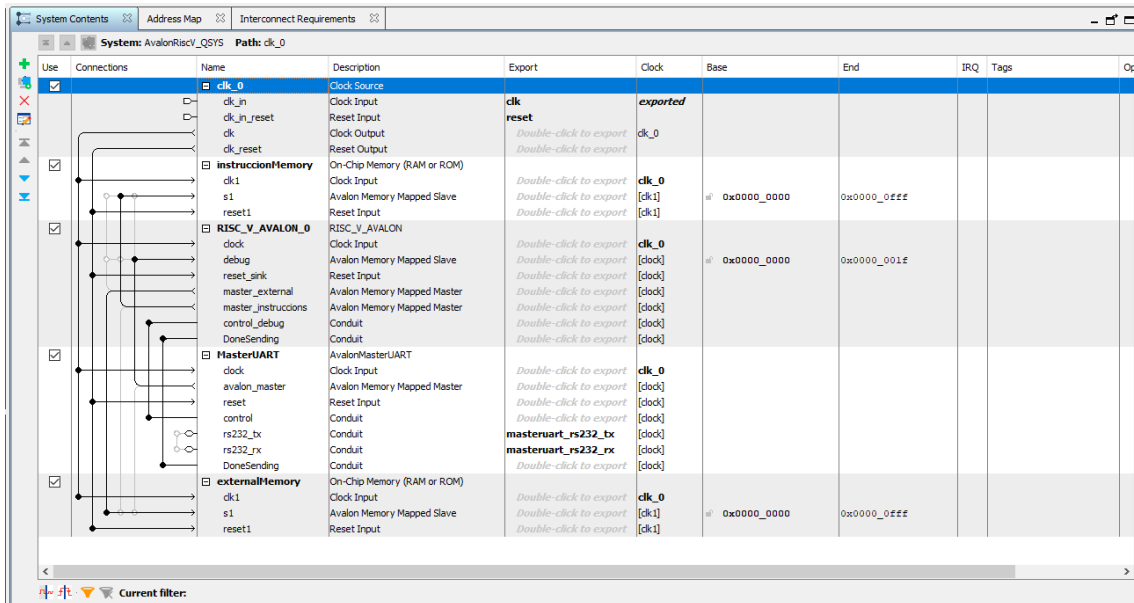 System Contents Address Map Interconnect Requirements
System: AvalonRiscV_QSYS Path: clk_0
Use Connections Name Description Export Clock Base End IRQ Tags Op
clk_0 Clock Source
clk_in Clock Input clk exported
clk_in_reset Reset Input reset
clk Clock Output Double-click to export clk_0
clk_reset Reset Output Double-click to export
instruccionMemory On-Chip Memory (RAM or ROM)
clk1 Clock Input Double-click to export clk_0
s1 Avalon Memory Mapped Slave Double-click to export [clk1] 0x0000_0000 0x0000_0fff
reset1 Reset Input Double-click to export [clk1]
RISC_V_AVALON_0 RISC_V_AVALON
clock Clock Input Double-click to export clk_0
debug Avalon Memory Mapped Slave Double-click to export [clock] 0x0000_0000 0x0000_001f
reset_sink Reset Input Double-click to export [clock]
master_external Avalon Memory Mapped Master Double-click to export [clock]
master_instruccions Avalon Memory Mapped Master Double-click to export [clock]
control_debug Conduit Double-click to export [clock]
DoneSending Conduit Double-click to export [clock]
MasterUART AvalonMasterUART
clock Clock Input Double-click to export clk_0
avalon_master Avalon Memory Mapped Master Double-click to export [clock]
reset Reset Input Double-click to export [clock]
control Conduit Double-click to export [clock]
rs232_tx Conduit masteruart_rs232_tx [clock]
rs232_rx Conduit masteruart_rs232_rx [clock]
DoneSending Conduit Double-click to export [clock]
externalMemory On-Chip Memory (RAM or ROM)
clk1 Clock Input Double-click to export clk_0
s1 Avalon Memory Mapped Slave Double-click to export [clk1] 0x0000_0000 0x0000_0fff
reset1 Reset Input Double-click to export [clk1]
Current filter: